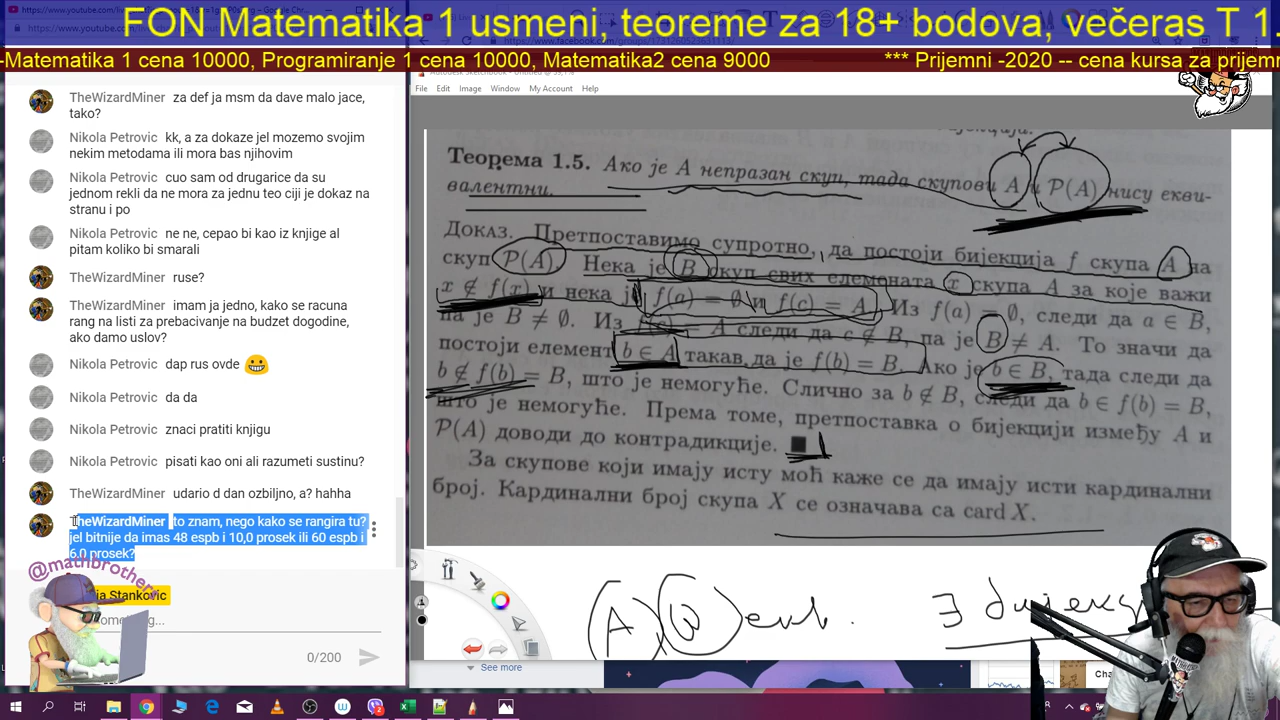 FON Matematika 1 usmeni, teoreme za 18+ bodova, večeras T 1.
-Matematika 1 cena 10000, Programiranje 1 cena 10000, Matematika2 cena 9000 *** Prijemni -2020 -- cena kursa za prijemn
TheWizardMiner za def ja msm da dave malo jace,
tako?
Nikola Petrovic kk, a za dokaze jel mozemo svojim
nekim metodama ili mora bas njihovim
Nikola Petrovic cuo sam od drugarice da su
jednom rekli da ne mora za jednu teo ciji je dokaz na
stranu i po
Nikola Petrovic ne ne, cepao bi kao iz knjige al
pitam koliko bi smarali
TheWizardMiner ruse?
TheWizardMiner imam ja jedno, kako se racuna
rang na listi za prebacivanje na budzet dogodine,
ako damo uslov?
Nikola Petrovic dap rus ovde
Nikola Petrovic da da
Nikola Petrovic znaci pratiti knjigu
Nikola Petrovic pisati kao oni ali razumeti sustinu?
TheWizardMiner udario d dan ozbiljno, a? hahha
TheWizardMiner to znam, nego kako se rangira tu?
jel bitnije da imas 48 espb i 10,0 prosek ili 60 espb i
6.0 prosek?
@mathbrothers
Stankovic
0/200
File Edit Image Window My Account Help
Теорема 1.5. Ако је A непразан скуп, тада скупови A и P(A) нису екви-
валентни.
Доказ. Претпоставимо супротно, да постоји бијекција f скупа A на
скуп P(A). Нека је B скуп свих елемената x скупа A за које важи
x ∉ f(x) и нека је f(a) = ∅ и f(c) = A. Из f(a) = ∅, следи да a ∈ B,
па је B ≠ ∅. Из f(c) = A следи да c ∉ B, па је B ≠ A. То значи да
постоји елемент b ∈ A такав да је f(b) = B. Ако је b ∈ B, тада следи да
b ∉ f(b) = B, што је немогуће. Слично за b ∉ B, следи да b ∈ f(b) = B,
што је немогуће. Према томе, претпоставка о бијекцији између A и
P(A) доводи до контрадикције. ■
За скупове који имају исту моћ каже се да имају исти кардинални
број. Кардинални број скупа X се означава са card X.
A, B екв. ∃ бијекц
See more
Cha